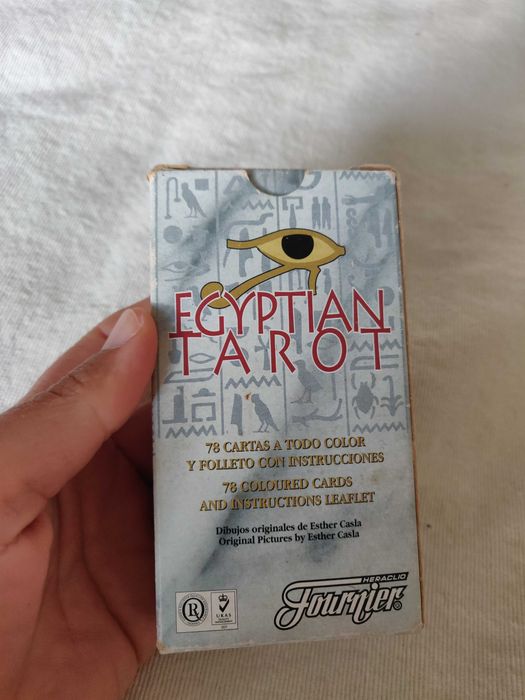 EGYPTIAN
TAROT
78 CARTAS A TODO COLOR
Y FOLLETO CON INSTRUCCIONES
78 COLOURED CARDS
AND INSTRUCTIONS LEAFLET
Dibujos originales de Esther Casla
Original Pictures by Esther Casla
HERACLIO
Fournier
R
UKAS